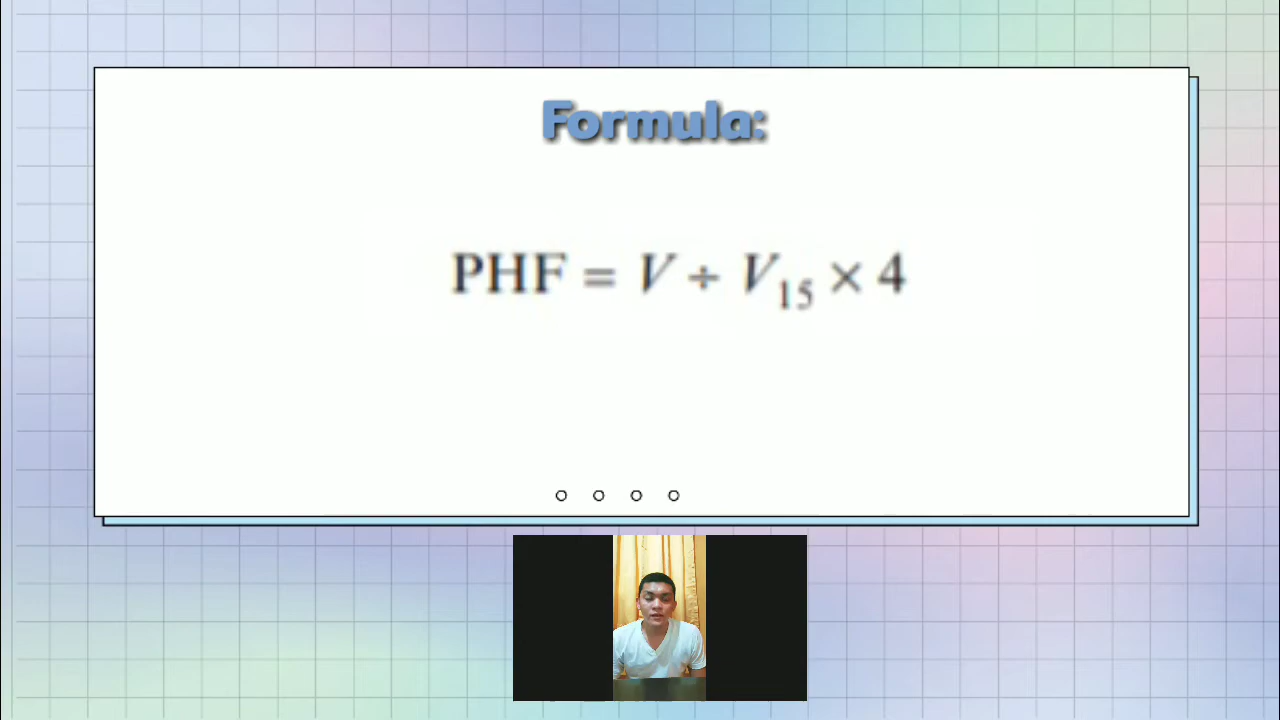 Formula:
PHF = V ÷ V₁₅ × 4